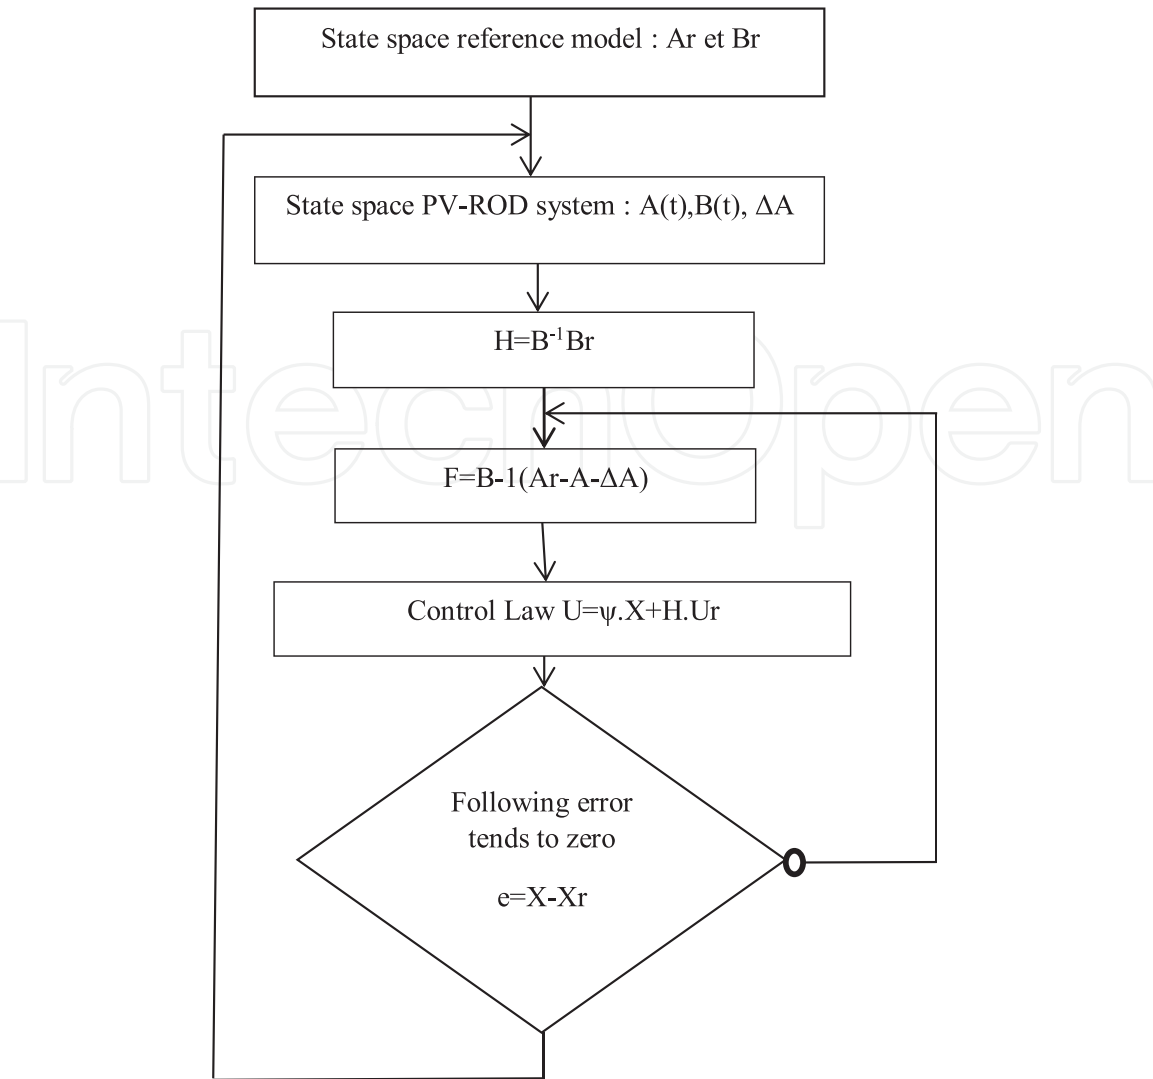 State space reference model : Ar et Br
State space PV-ROD system : A(t),B(t), ΔA
H=B⁻¹Br
IntechOpen
F=B-1(Ar-A-ΔA)
Control Law U=ψ.X+H.Ur
Following error
tends to zero
e=X-Xr